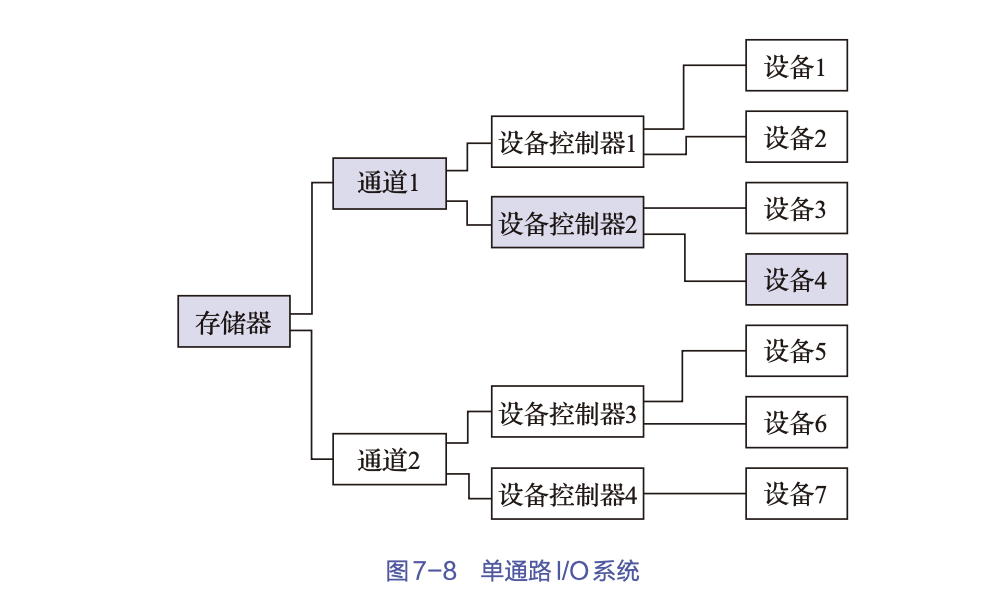 设备1
设备2
设备控制器1
通道1
设备3
设备控制器2
设备4
存储器
设备5
设备控制器3
设备6
通道2
设备控制器4
设备7
图7-8 单通路I/O系统